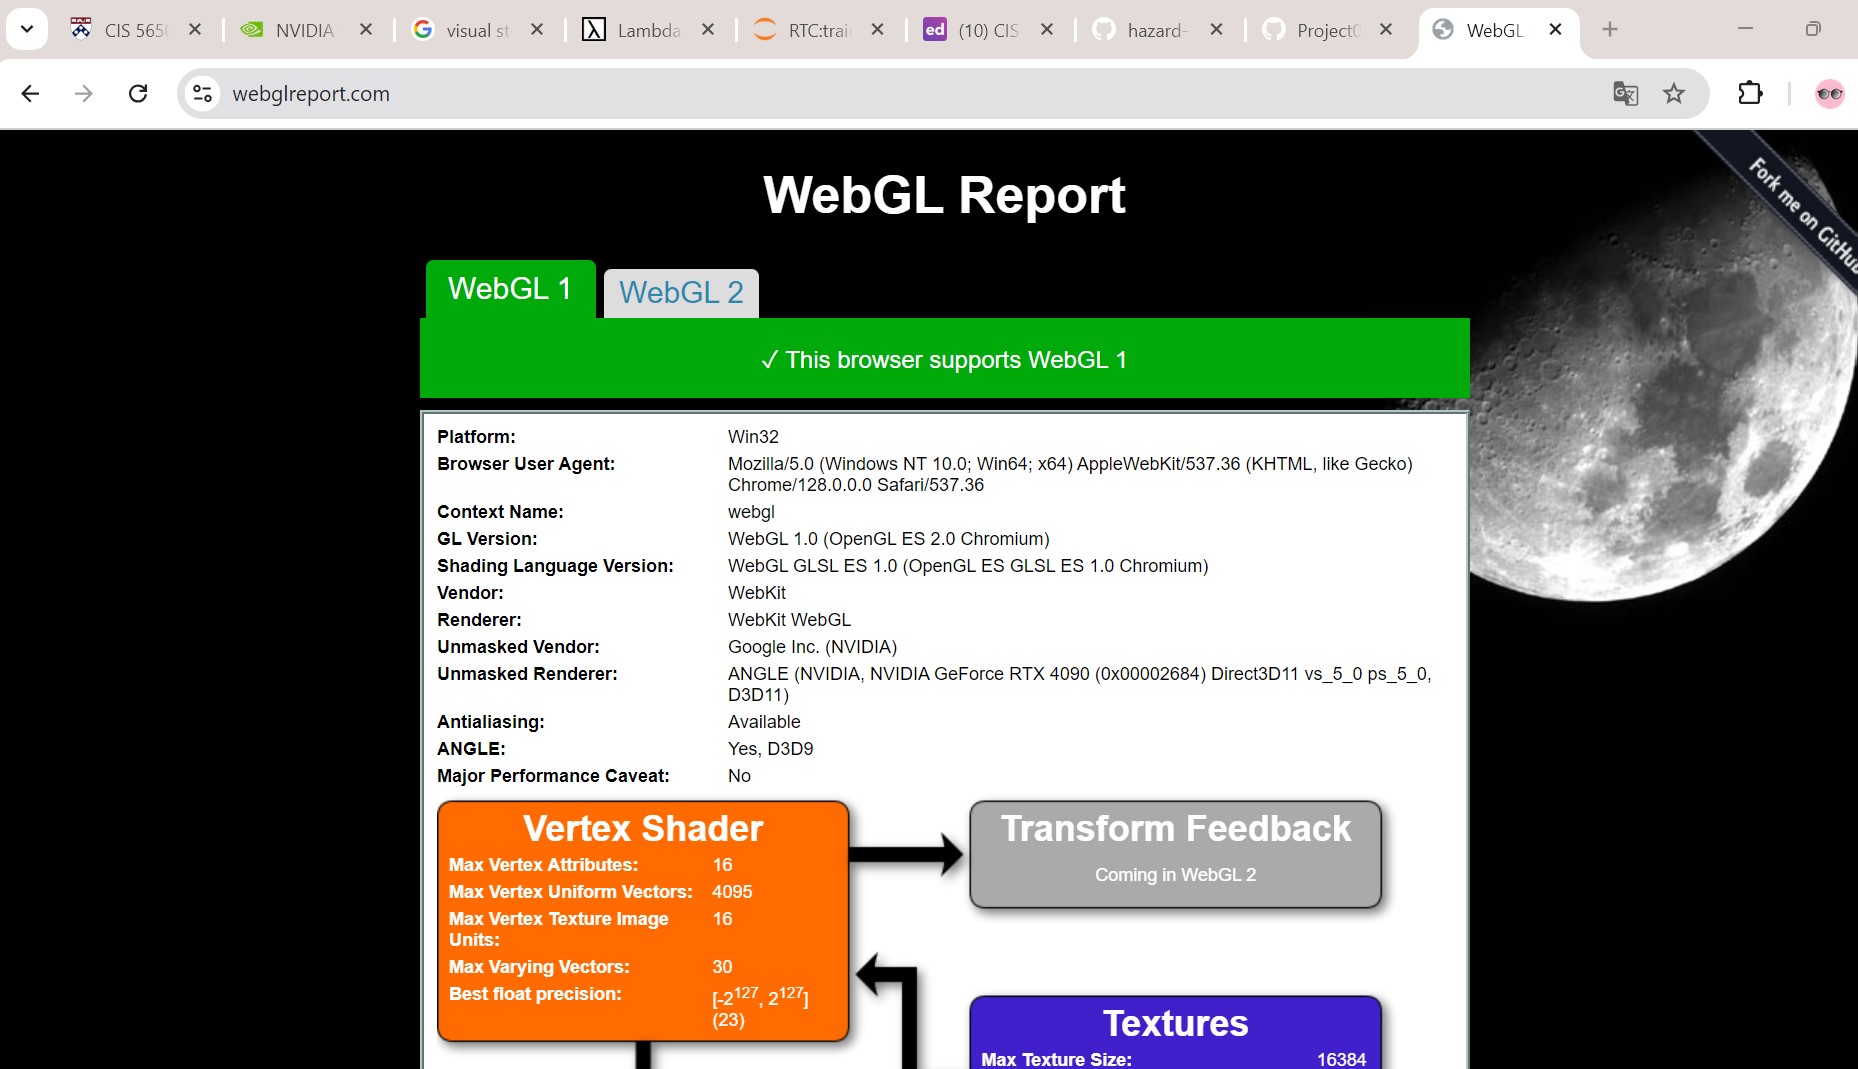 CIS 565
NVIDIA
visual st
Lambda
RTC:trai
ed
(10) CIS
hazard-
Project0
WebGL
webglreport.com
Fork me on GitHub
WebGL Report
WebGL 1
WebGL 2
✓ This browser supports WebGL 1
Platform: Win32
Browser User Agent: Mozilla/5.0 (Windows NT 10.0; Win64; x64) AppleWebKit/537.36 (KHTML, like Gecko)
Chrome/128.0.0.0 Safari/537.36
Context Name: webgl
GL Version: WebGL 1.0 (OpenGL ES 2.0 Chromium)
Shading Language Version: WebGL GLSL ES 1.0 (OpenGL ES GLSL ES 1.0 Chromium)
Vendor: WebKit
Renderer: WebKit WebGL
Unmasked Vendor: Google Inc. (NVIDIA)
Unmasked Renderer: ANGLE (NVIDIA, NVIDIA GeForce RTX 4090 (0x00002684) Direct3D11 vs_5_0 ps_5_0,
D3D11)
Antialiasing: Available
ANGLE: Yes, D3D9
Major Performance Caveat: No
Vertex Shader
Max Vertex Attributes: 16
Max Vertex Uniform Vectors: 4095
Max Vertex Texture Image 16
Units:
Max Varying Vectors: 30
Best float precision: [-2^127, 2^127]
(23)
Transform Feedback
Coming in WebGL 2
Textures
Max Texture Size: 16384